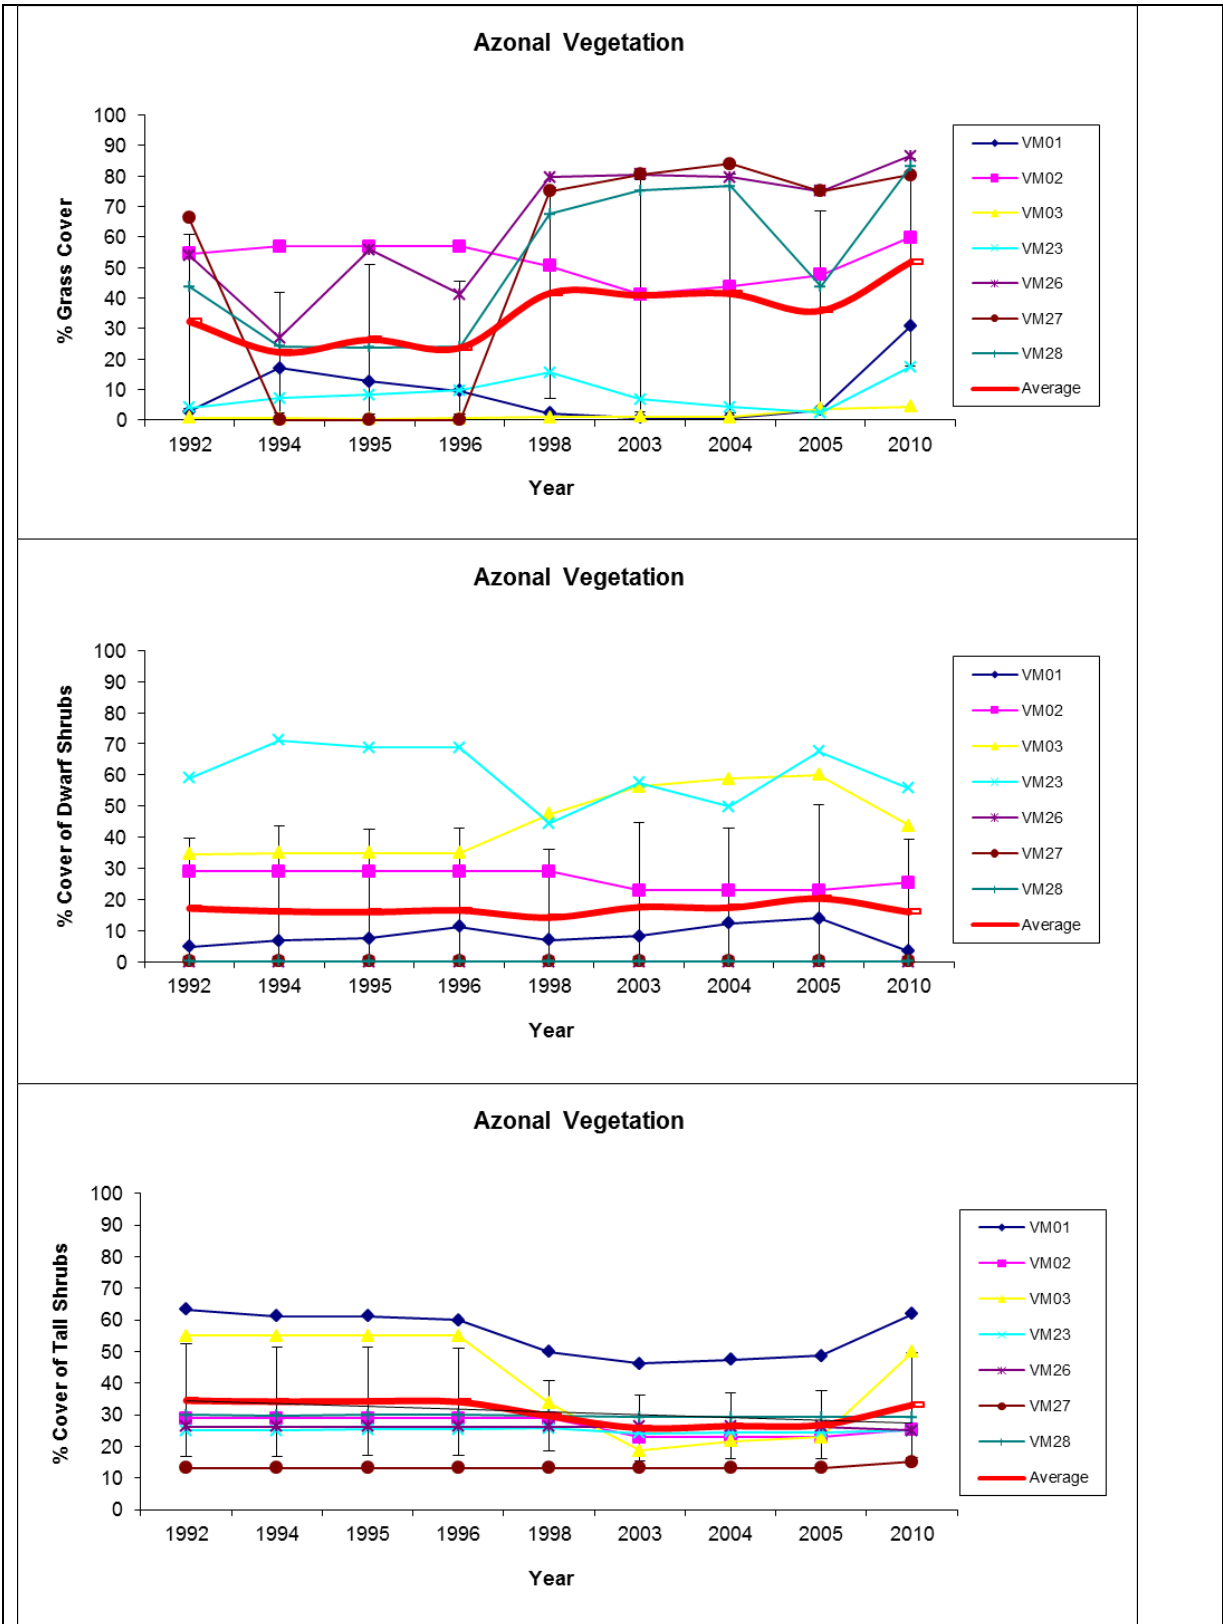 Azonal Vegetation
100
90
80
70
60
50
40
30
20
10
0
% Grass Cover
1992 1994 1995 1996 1998 2003 2004 2005 2010
Year
VM01
VM02
VM03
VM23
VM26
VM27
VM28
Average
Azonal Vegetation
100
90
80
70
60
50
40
30
20
10
0
% Cover of Dwarf Shrubs
1992 1994 1995 1996 1998 2003 2004 2005 2010
Year
VM01
VM02
VM03
VM23
VM26
VM27
VM28
Average
Azonal Vegetation
100
90
80
70
60
50
40
30
20
10
0
% Cover of Tall Shrubs
1992 1994 1995 1996 1998 2003 2004 2005 2010
Year
VM01
VM02
VM03
VM23
VM26
VM27
VM28
Average